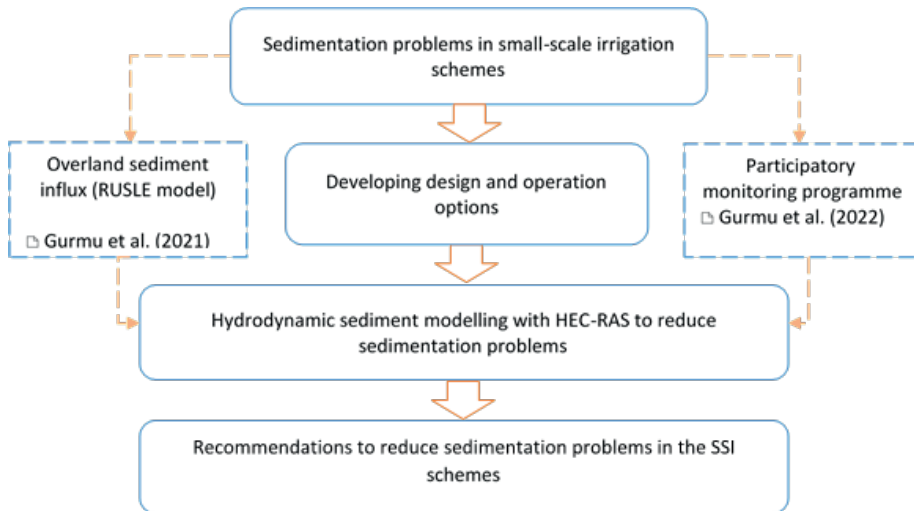 Sedimentation problems in small-scale irrigation
schemes
Overland sediment
influx (RUSLE model)
Gurmu et al. (2021)
Developing design and operation
options
Participatory
monitoring programme
Gurmu et al. (2022)
Hydrodynamic sediment modelling with HEC-RAS to reduce
sedimentation problems
Recommendations to reduce sedimentation problems in the SSI
schemes